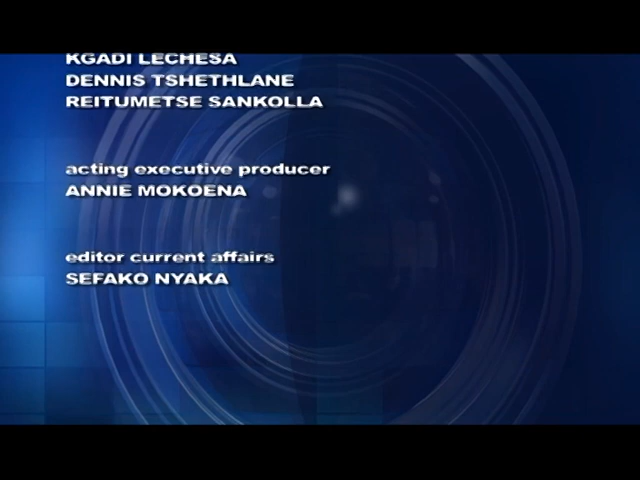 KGADI LECHESA
DENNIS TSHETHLANE
REITUMETSE SANKOLLA
acting executive producer
ANNIE MOKOENA
editor current affairs
SEFAKO NYAKA